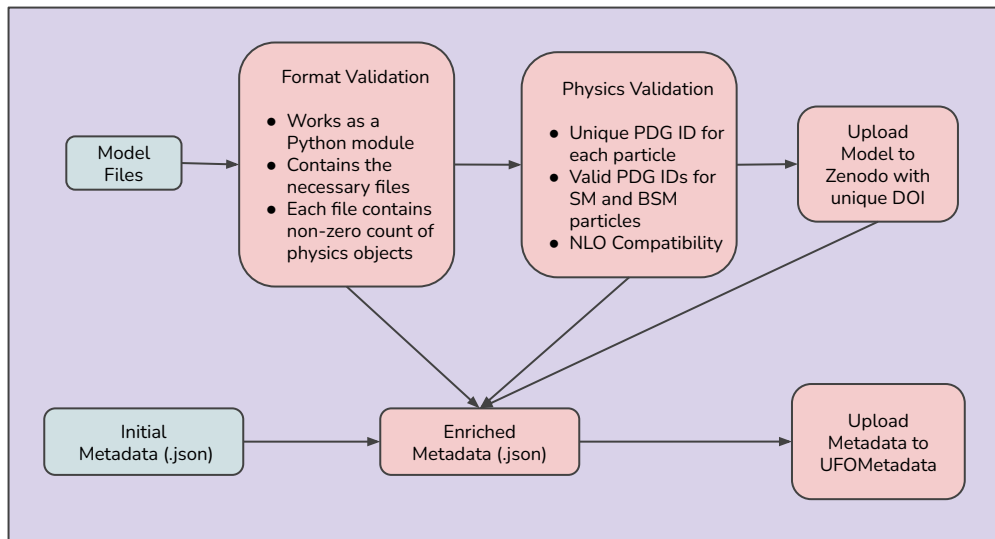 Model
Files
Format Validation
● Works as a
Python module
● Contains the
necessary files
● Each file contains
non-zero count of
physics objects
Physics Validation
● Unique PDG ID for
each particle
● Valid PDG IDs for
SM and BSM
particles
● NLO Compatibility
Upload
Model to
Zenodo with
unique DOI
Initial
Metadata (.json)
Enriched
Metadata (.json)
Upload
Metadata to
UFOMetadata